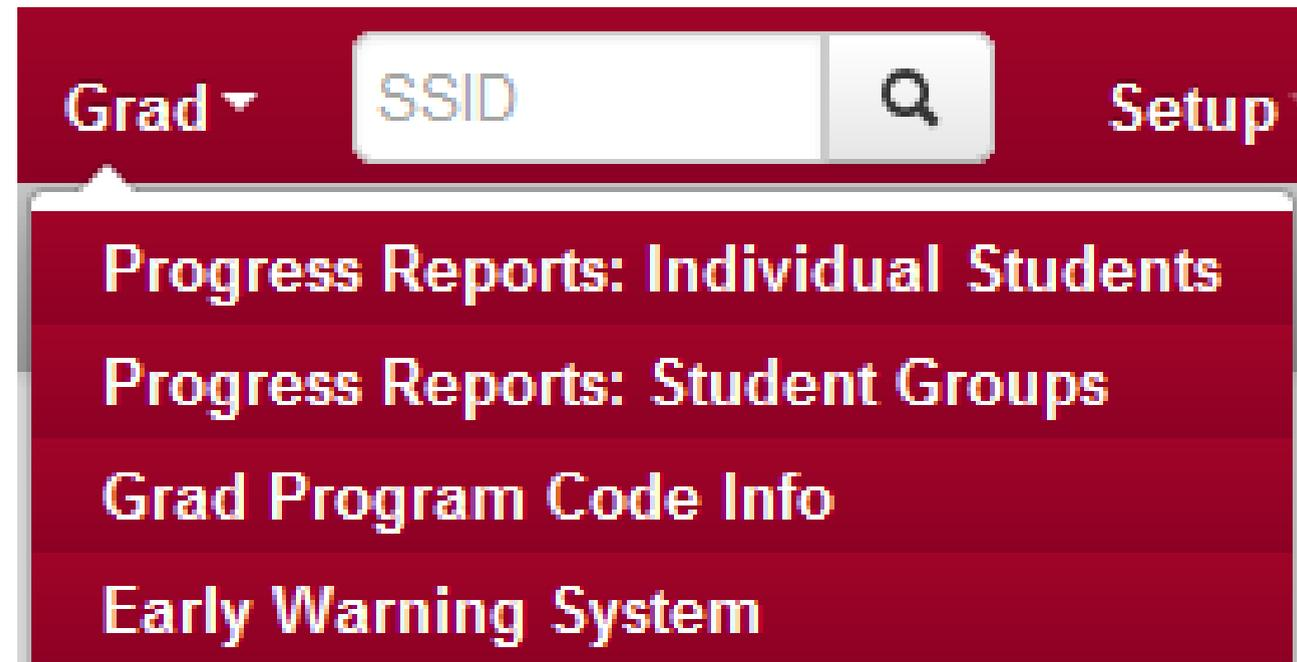 Grad SSID Setup
Progress Reports: Individual Students
Progress Reports: Student Groups
Grad Program Code Info
Early Warning System